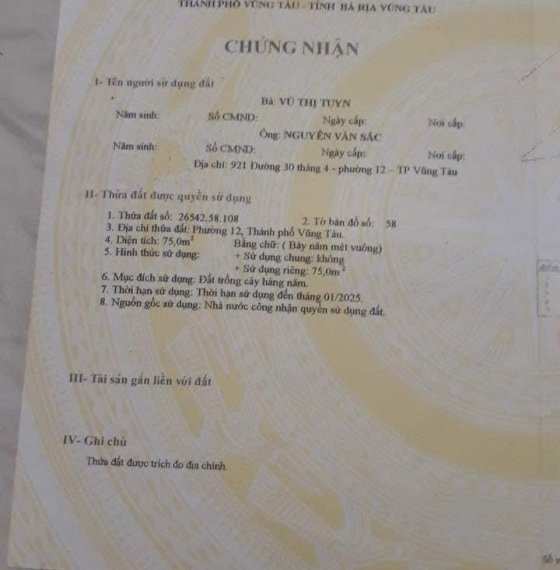 THÀNH PHỐ VŨNG TÀU - TỈNH BÀ RỊA VŨNG TÀU
CHỨNG NHẬN
I- Tên người sử dụng đất
Bà: VŨ THỊ TUYN
Năm sinh: Số CMND: Ngày cấp: Nơi cấp:
Ông: NGUYỄN VĂN SẮC
Năm sinh: Số CMND: Ngày cấp: Nơi cấp:
Địa chỉ: 921 Đường 30 tháng 4 - phường 12 - TP Vũng Tàu
II- Thửa đất được quyền sử dụng
1. Thửa đất số: 26542.58.108 2. Tờ bản đồ số: 58
3. Địa chỉ thửa đất: Phường 12, Thành phố Vũng Tàu.
4. Diện tích: 75,0m² Bằng chữ: ( Bảy năm mét vuông)
5. Hình thức sử dụng: + Sử dụng chung: không
+ Sử dụng riêng: 75,0m²
6. Mục đích sử dụng: Đất trồng cây hàng năm.
7. Thời hạn sử dụng: Thời hạn sử dụng đến tháng 01/2025.
8. Nguồn gốc sử dụng: Nhà nước công nhận quyền sử dụng đất.
III- Tài sản gắn liền với đất
IV- Ghi chú
Thửa đất được trích đo địa chính.
Số